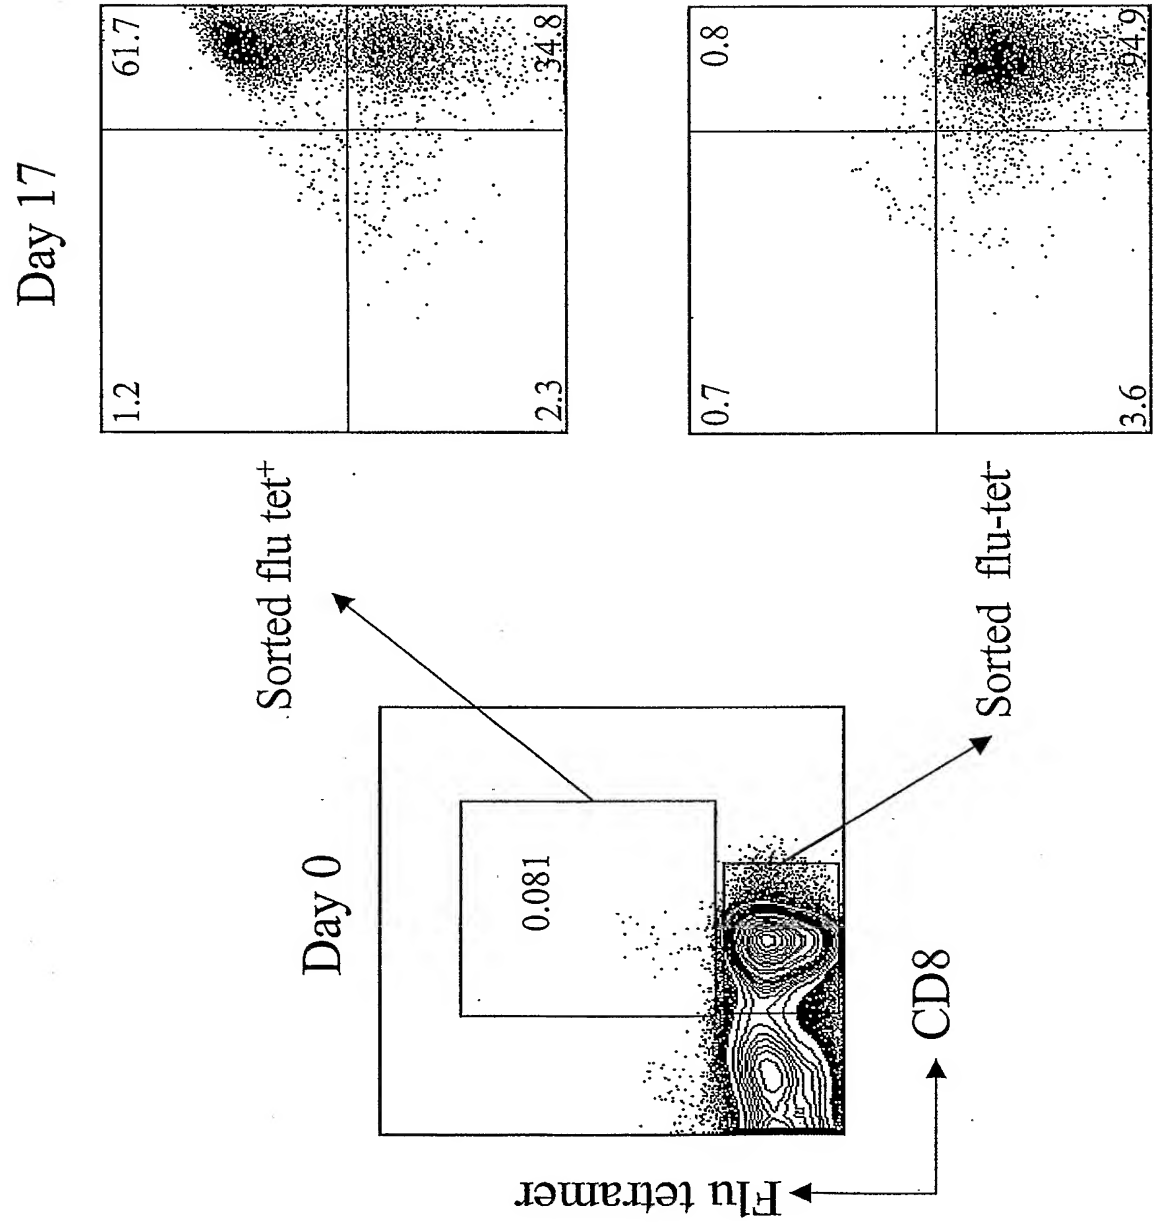 Day 17
1.2
61.7
2.3
34.8
0.7
0.8
3.6
94.9
Sorted flu tet⁺
Sorted flu-tet⁻
Day 0
0.081
Flu tetramer
CD8